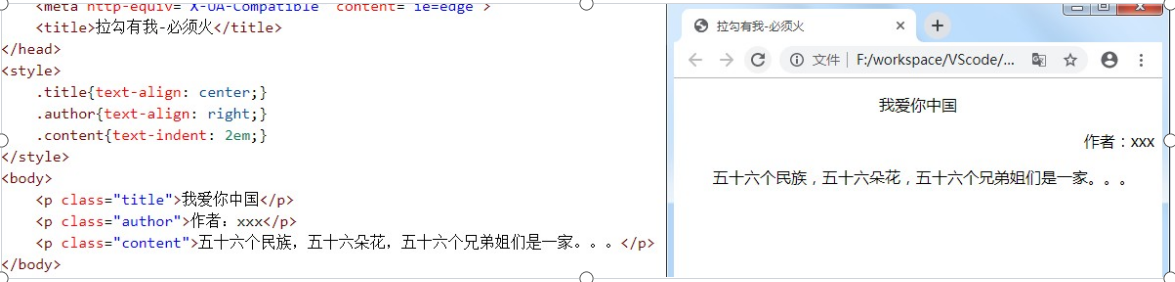 <meta http-equiv="X-UA-Compatible" content="ie=edge">
<title>拉勾有我-必须火</title>
</head>
<style>
.title{text-align: center;}
.author{text-align: right;}
.content{text-indent: 2em;}
</style>
<body>
<p class="title">我爱你中国</p>
<p class="author">作者：xxx</p>
<p class="content">五十六个民族，五十六朵花，五十六个兄弟姐们是一家。。。</p>
</body>
拉勾有我-必须火
文件 | F:/workspace/VScode/...
我爱你中国
作者：xxx
五十六个民族，五十六朵花，五十六个兄弟姐们是一家。。。